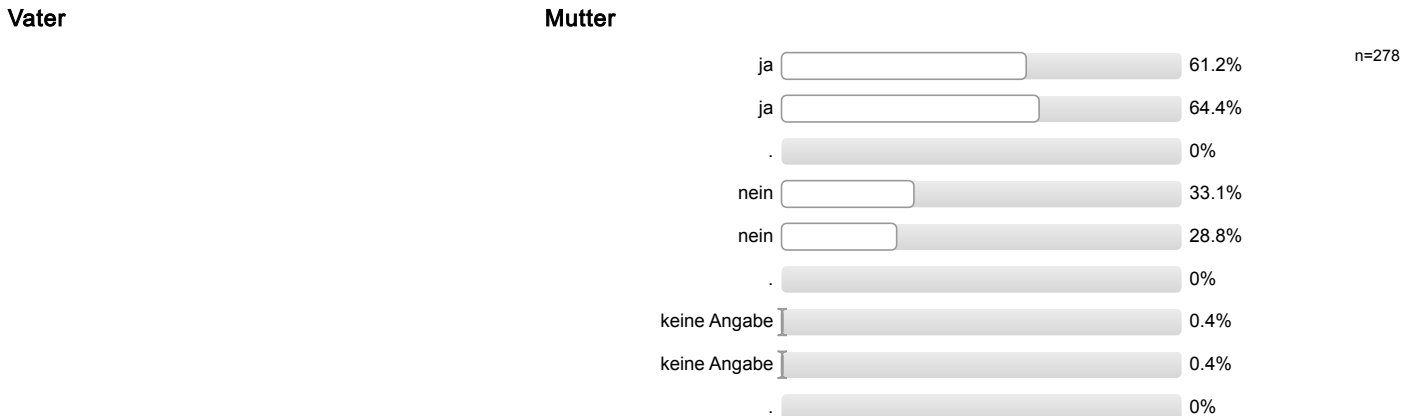 Vater Mutter
ja 61.2% n=278
ja 64.4%
. 0%
nein 33.1%
nein 28.8%
. 0%
keine Angabe 0.4%
keine Angabe 0.4%
. 0%